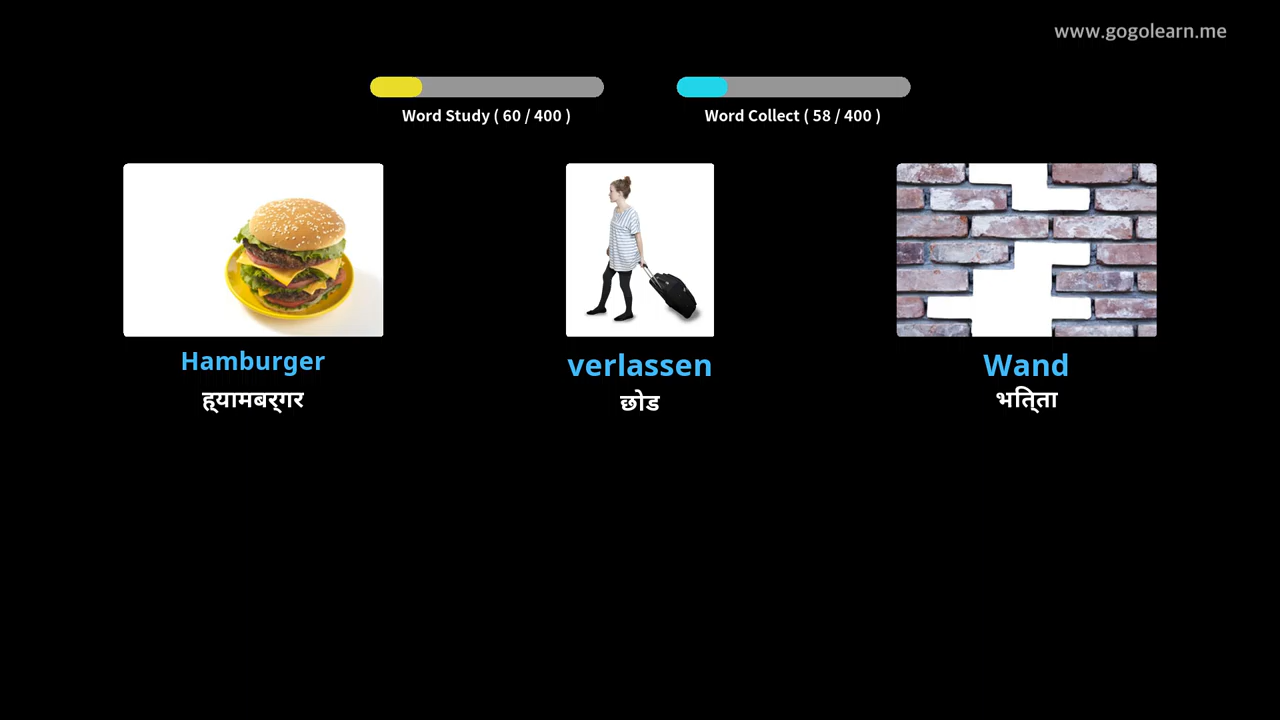 www.gogolearn.me
Word Study ( 60 / 400 )
Word Collect ( 58 / 400 )
Hamburger
verlassen
Wand
ह्यामबर्गर
छोड
भित्ता